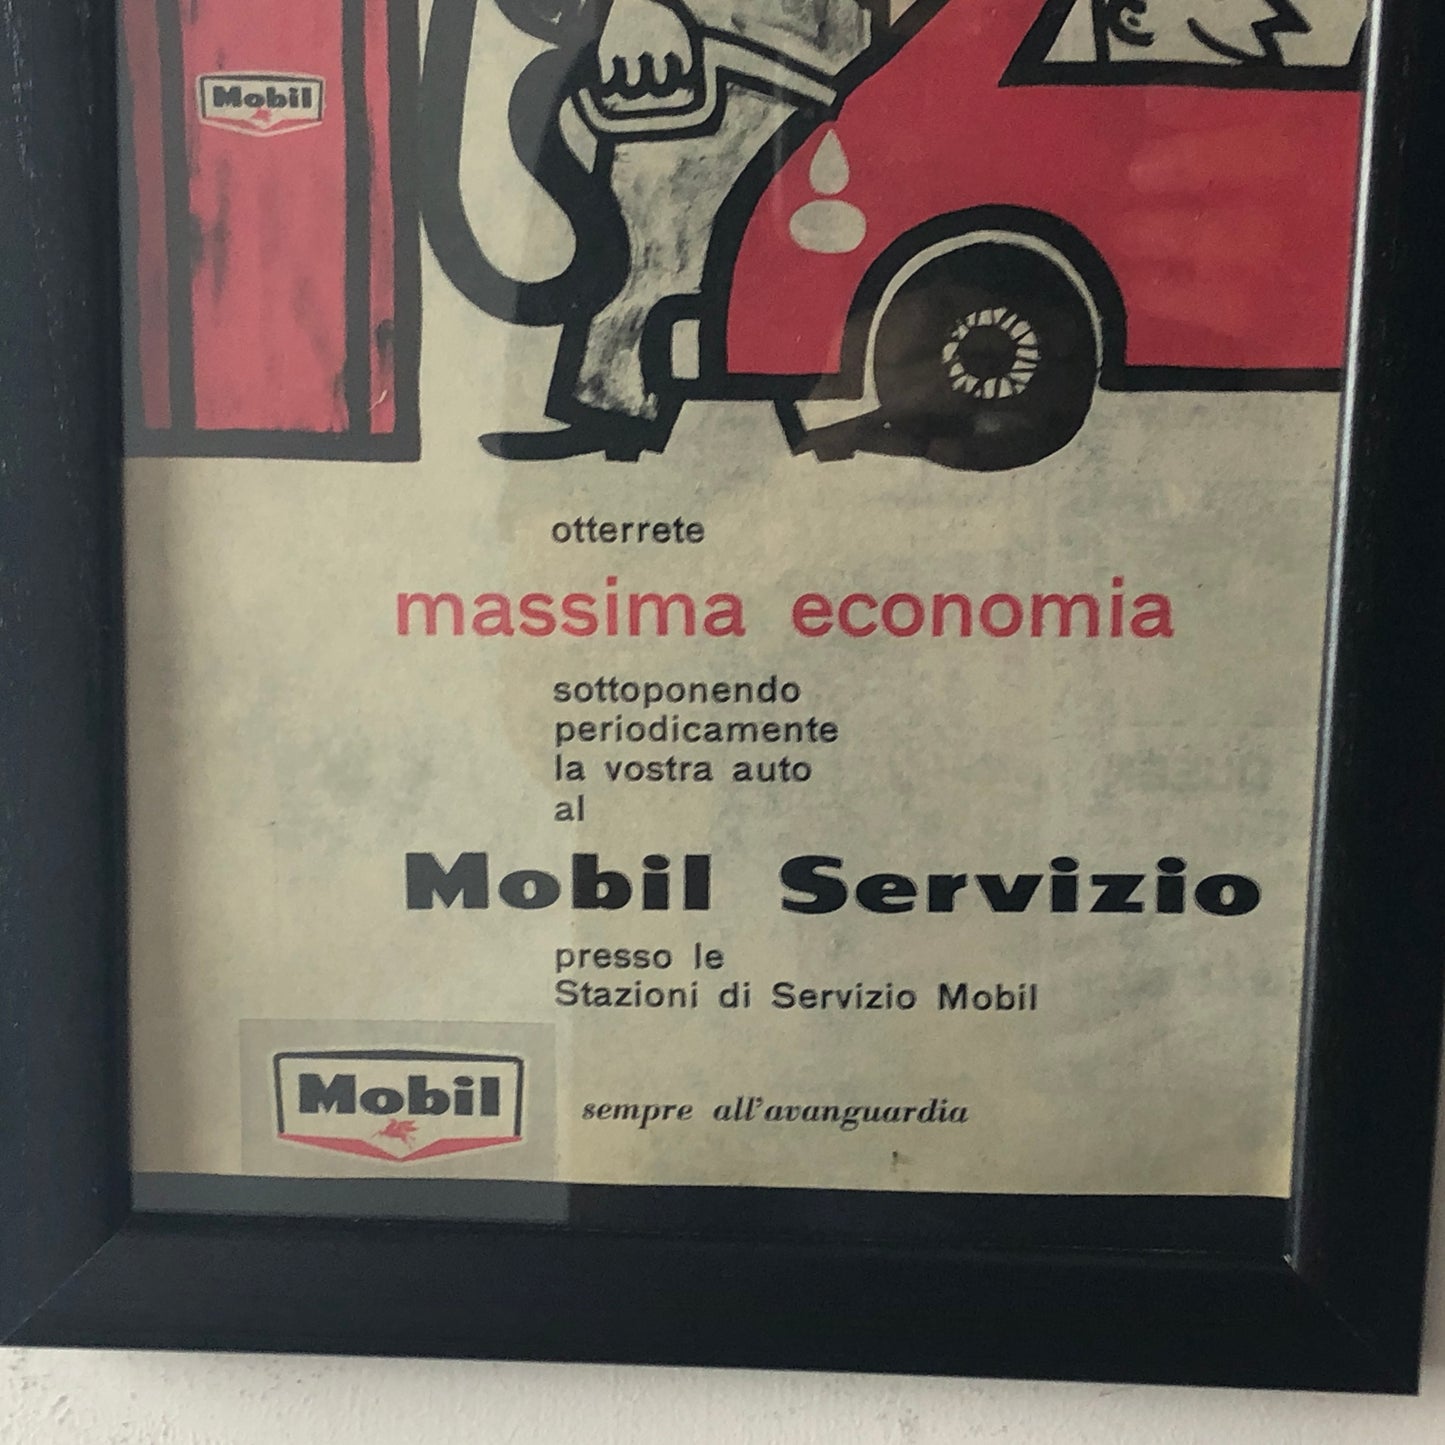 Mobil
otterrete
massima economia
sottoponendo
periodicamente
la vostra auto
al
Mobil Servizio
presso le
Stazioni di Servizio Mobil
Mobil
sempre all'avanguardia